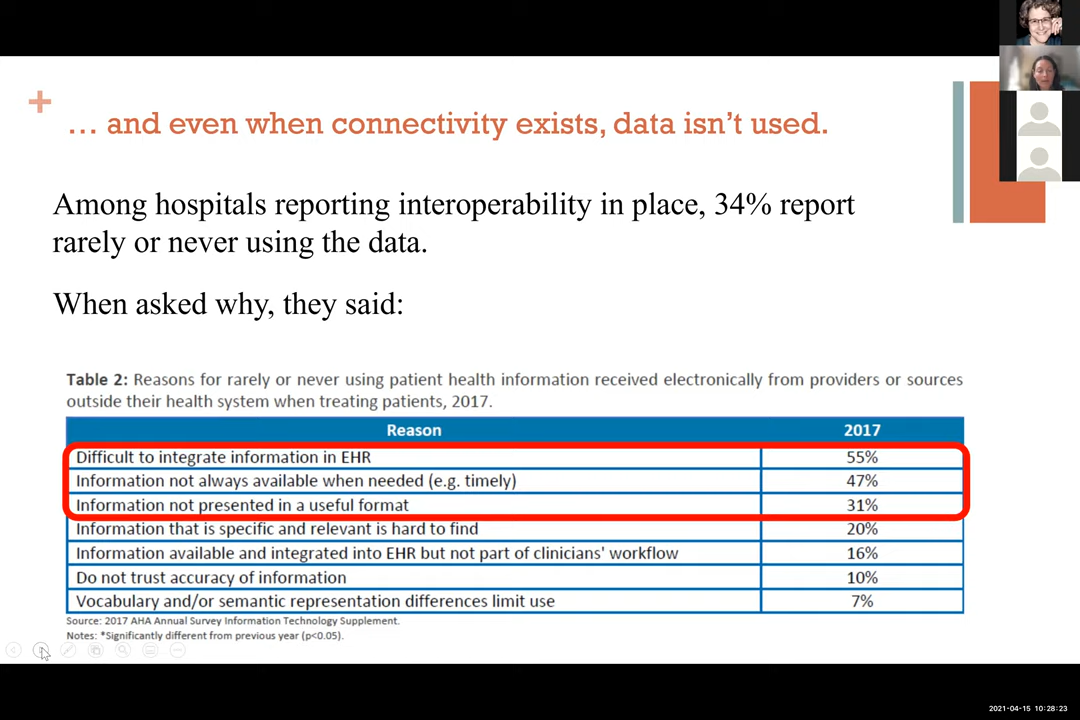 +
… and even when connectivity exists, data isn't used.
Among hospitals reporting interoperability in place, 34% report
rarely or never using the data.
When asked why, they said:
Table 2: Reasons for rarely or never using patient health information received electronically from providers or sources
outside their health system when treating patients, 2017.
Reason 2017
Difficult to integrate information in EHR 55%
Information not always available when needed (e.g. timely) 47%
Information not presented in a useful format 31%
Information that is specific and relevant is hard to find 20%
Information available and integrated into EHR but not part of clinicians' workflow 16%
Do not trust accuracy of information 10%
Vocabulary and/or semantic representation differences limit use 7%
Source: 2017 AHA Annual Survey Information Technology Supplement.
Notes: *Significantly different from previous year (p<0.05).
2021-04-15 10:28:23